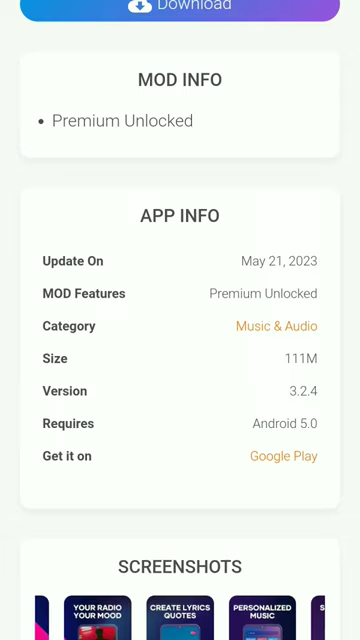 Download
MOD INFO
• Premium Unlocked
APP INFO
Update On May 21, 2023
MOD Features Premium Unlocked
Category Music & Audio
Size 111M
Version 3.2.4
Requires Android 5.0
Get it on Google Play
SCREENSHOTS
YOUR RADIO CREATE LYRICS PERSONALIZED
YOUR MOOD QUOTES MUSIC